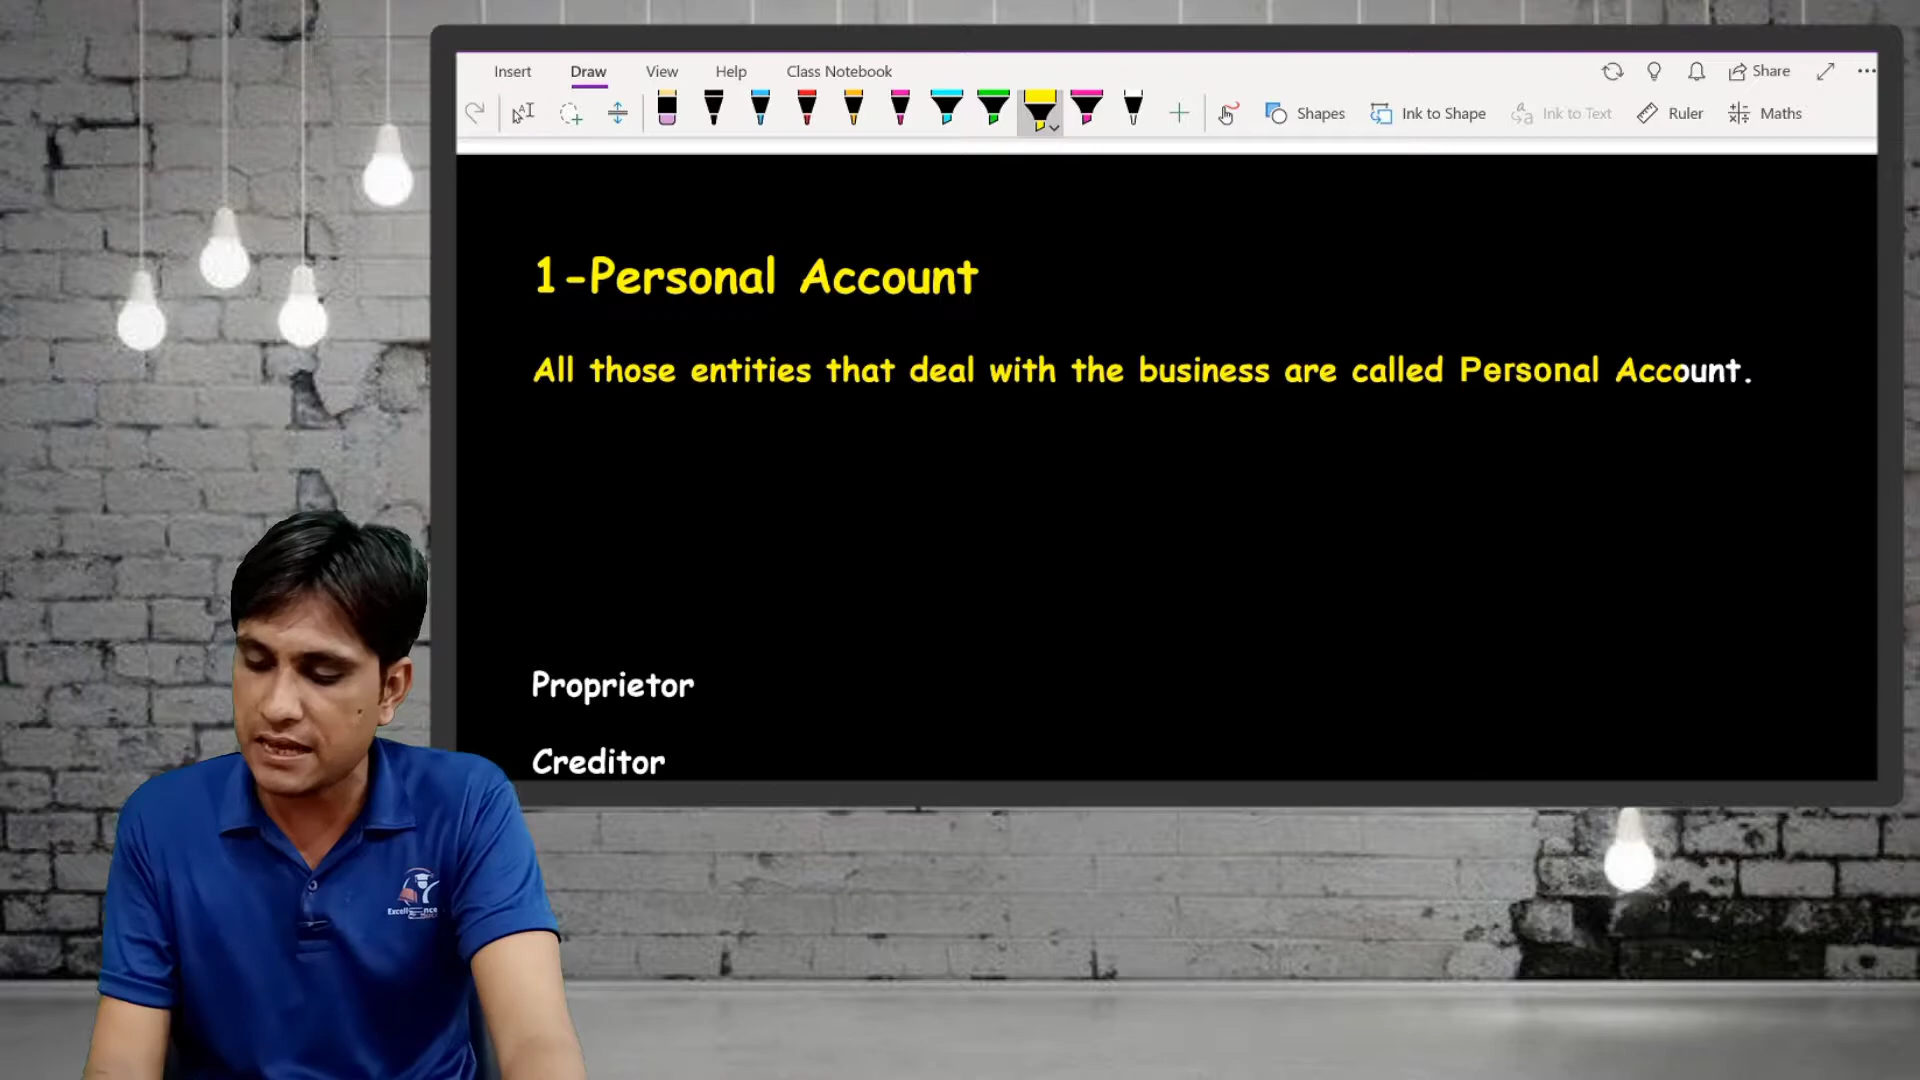 Insert Draw View Help Class Notebook Share
Shapes Ink to Shape Ink to Text Ruler Maths
1-Personal Account
All those entities that deal with the business are called Personal Account.
Proprietor
Creditor